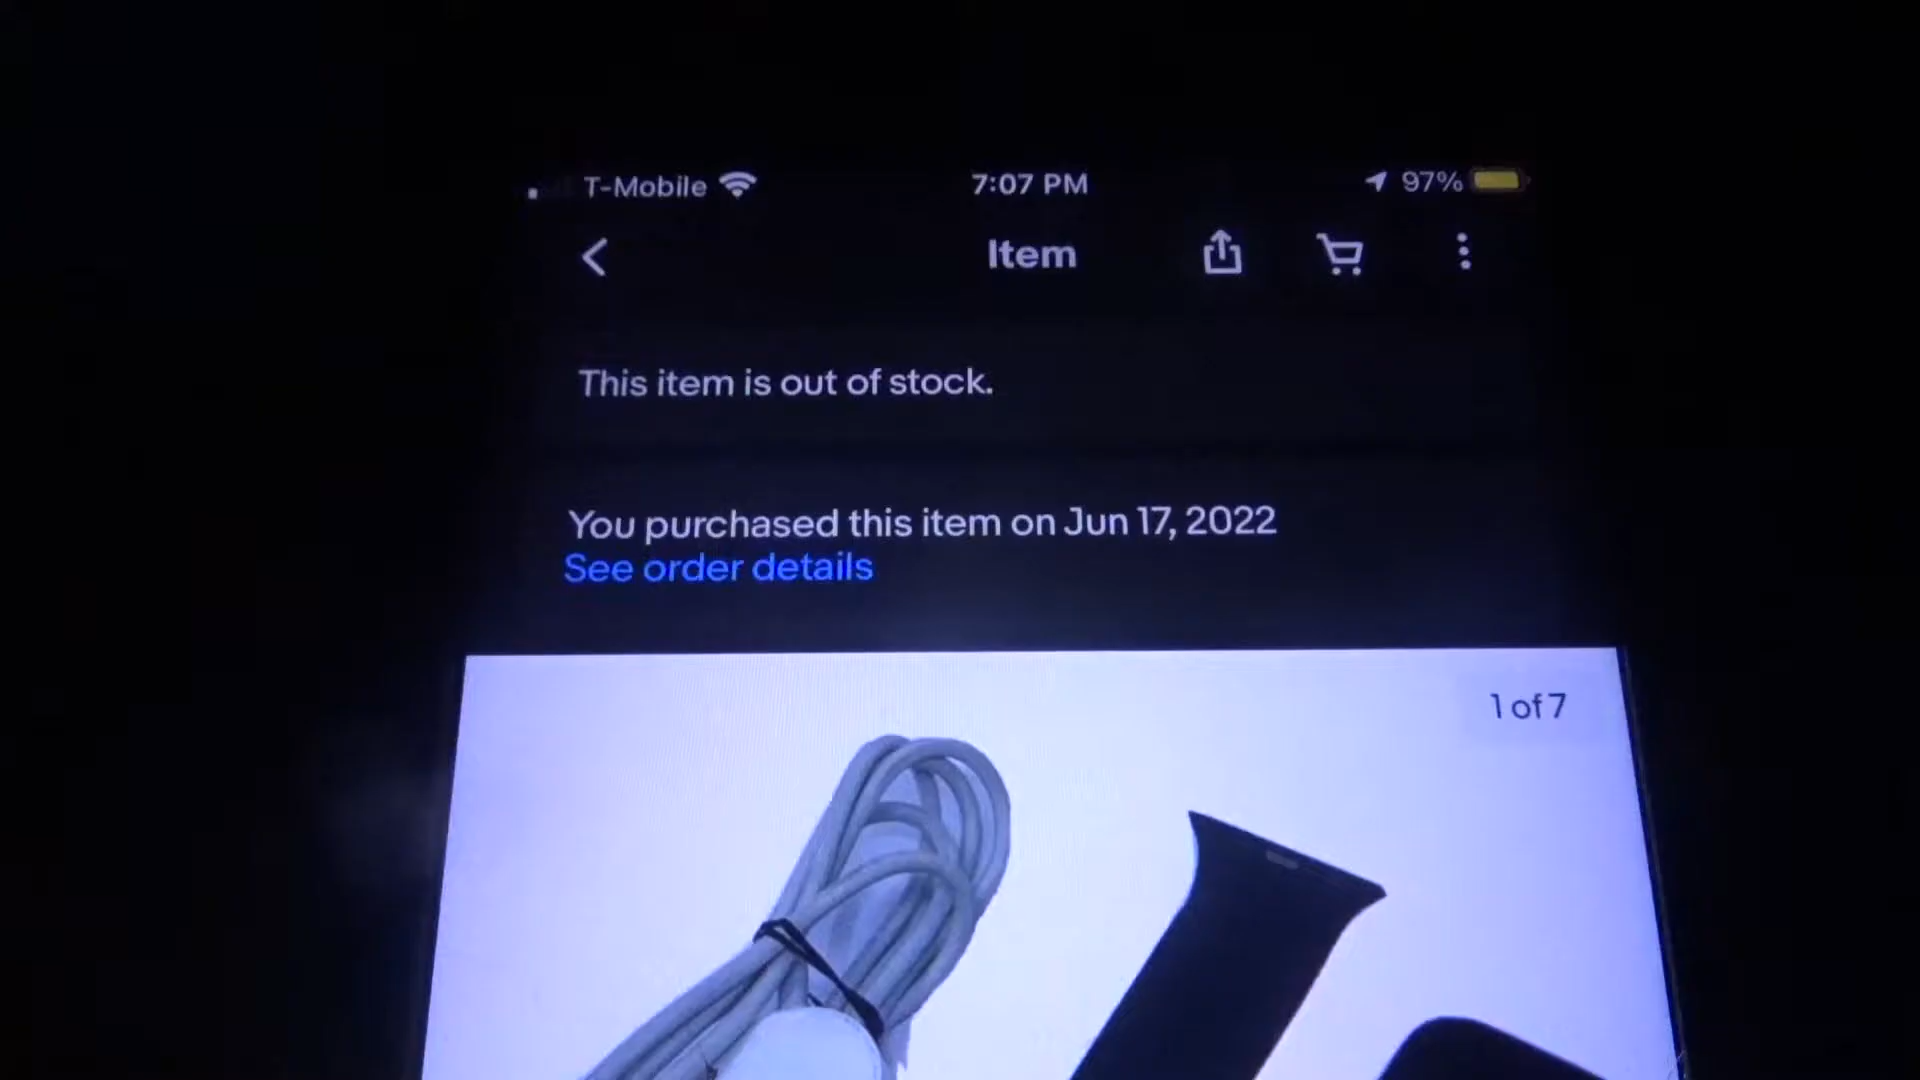 T-Mobile 7:07 PM 97%
Item
This item is out of stock.
You purchased this item on Jun 17, 2022
See order details
1 of 7